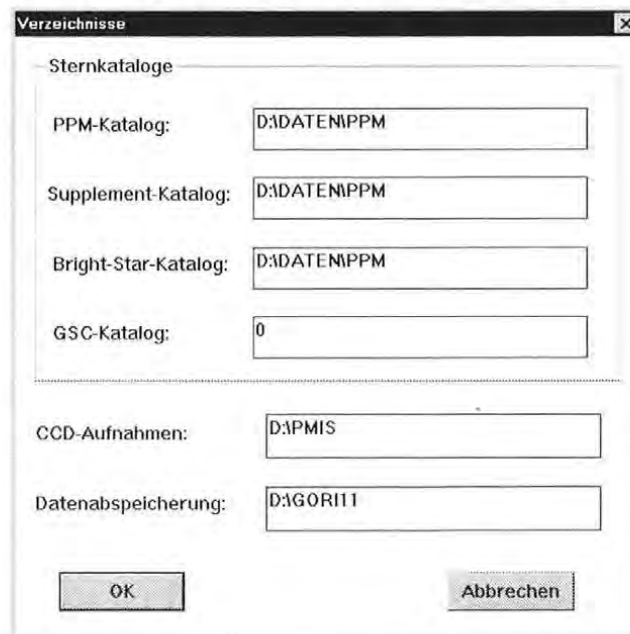 Verzeichnisse
Sternkataloge
PPM-Katalog: D:\DATEN\PPM
Supplement-Katalog: D:\DATEN\PPM
Bright-Star-Katalog: D:\DATEN\PPM
GSC-Katalog: 0
CCD-Aufnahmen: D:\PMIS
Datenabspeicherung: D:\GORI11
OK Abbrechen